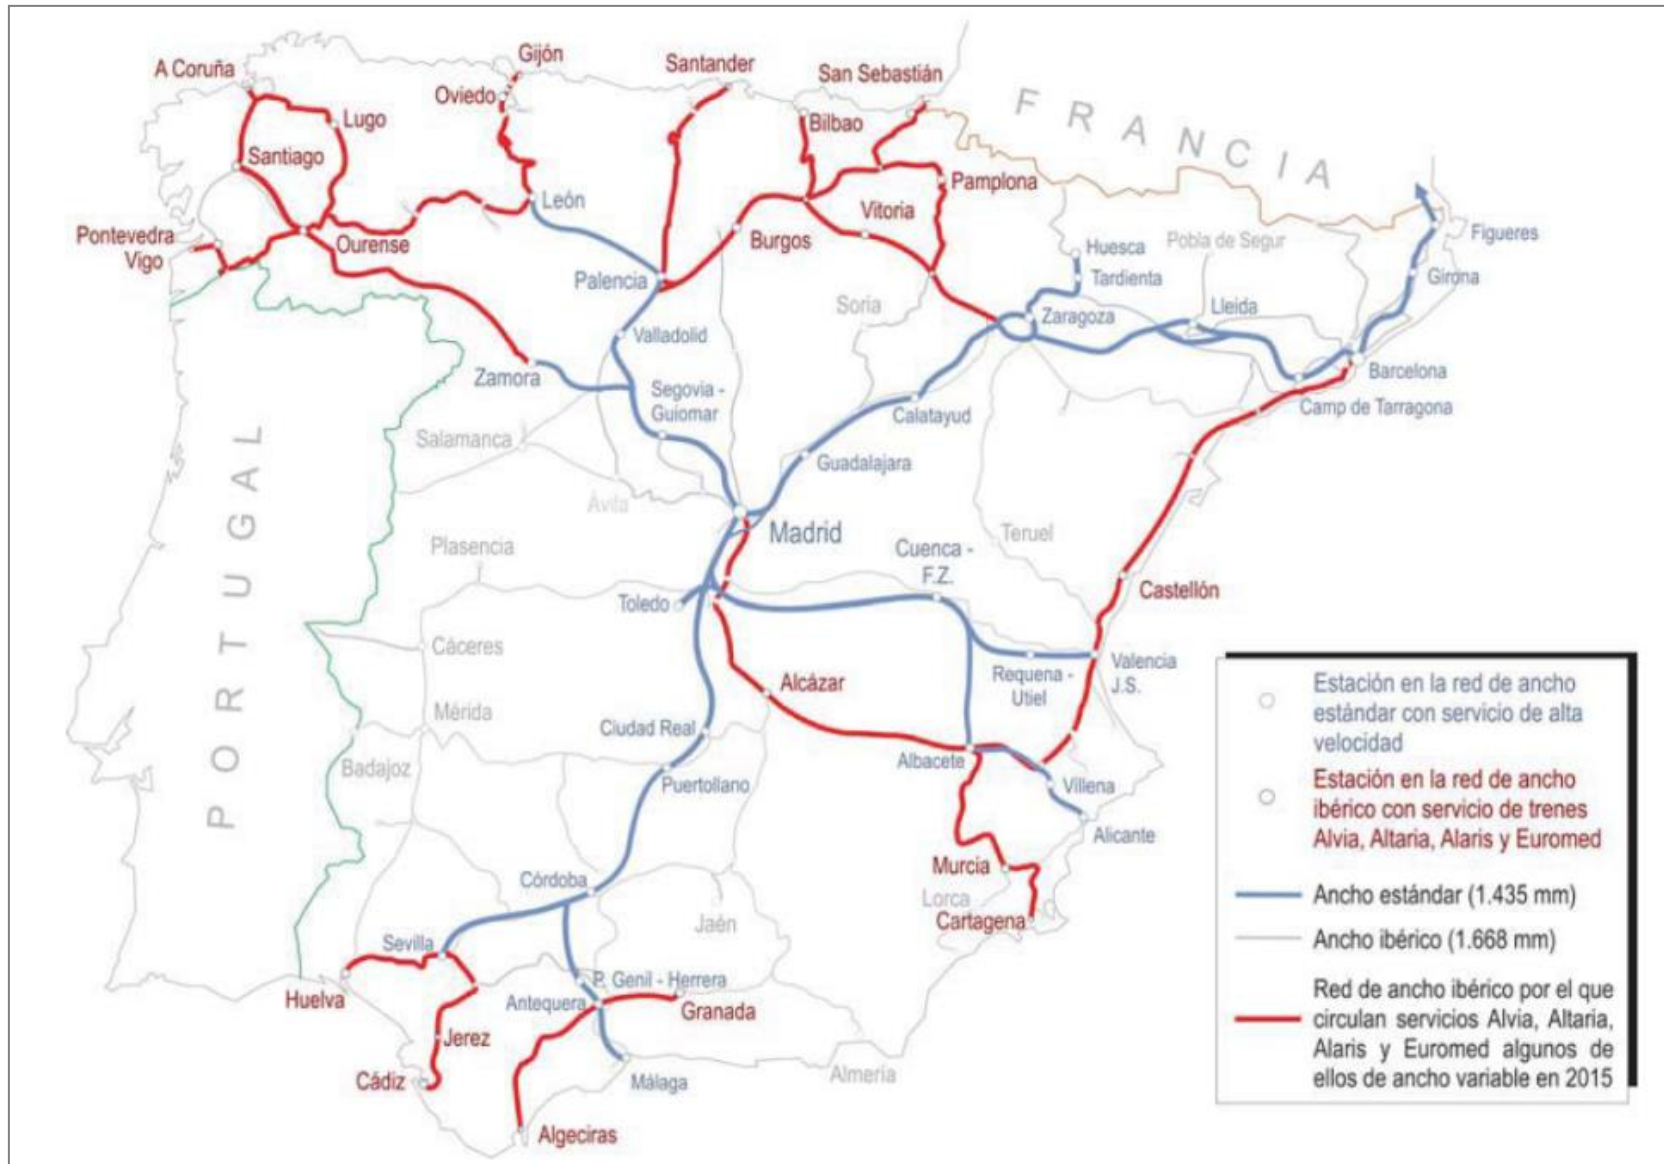 FRANCIA
Gijón
Santander
San Sebastián
A Coruña
Oviedo
Lugo
Bilbao
Santiago
Pamplona
León
Vitoria
Pontevedra
Vigo
Ourense
Burgos
Huesca
Pobla de Segur
Figueres
Palencia
Tardienta
Girona
Soria
Lleida
Zaragoza
Valladolid
Zamora
Segovia -
Guiomar
Barcelona
Calatayud
Camp de Tarragona
Salamanca
Guadalajara
Ávila
PORTUGAL
Madrid
Teruel
Plasencia
Cuenca -
F.Z.
Castellón
Toledo
Cáceres
Requena -
Utiel
Valencia
J.S.
Alcázar
Mérida
Ciudad Real
Badajoz
Albacete
Puertollano
Villena
Alicante
Murcia
Córdoba
Lorca
Cartagena
Jaén
Sevilla
P. Genil - Herrera
Huelva
Antequera
Granada
Jerez
Cádiz
Málaga
Almería
Algeciras
Estación en la red de ancho
estándar con servicio de alta
velocidad
Estación en la red de ancho
ibérico con servicio de trenes
Alvia, Altaria, Alaris y Euromed
Ancho estándar (1.435 mm)
Ancho ibérico (1.668 mm)
Red de ancho ibérico por el que
circulan servicios Alvia, Altaria,
Alaris y Euromed algunos de
ellos de ancho variable en 2015